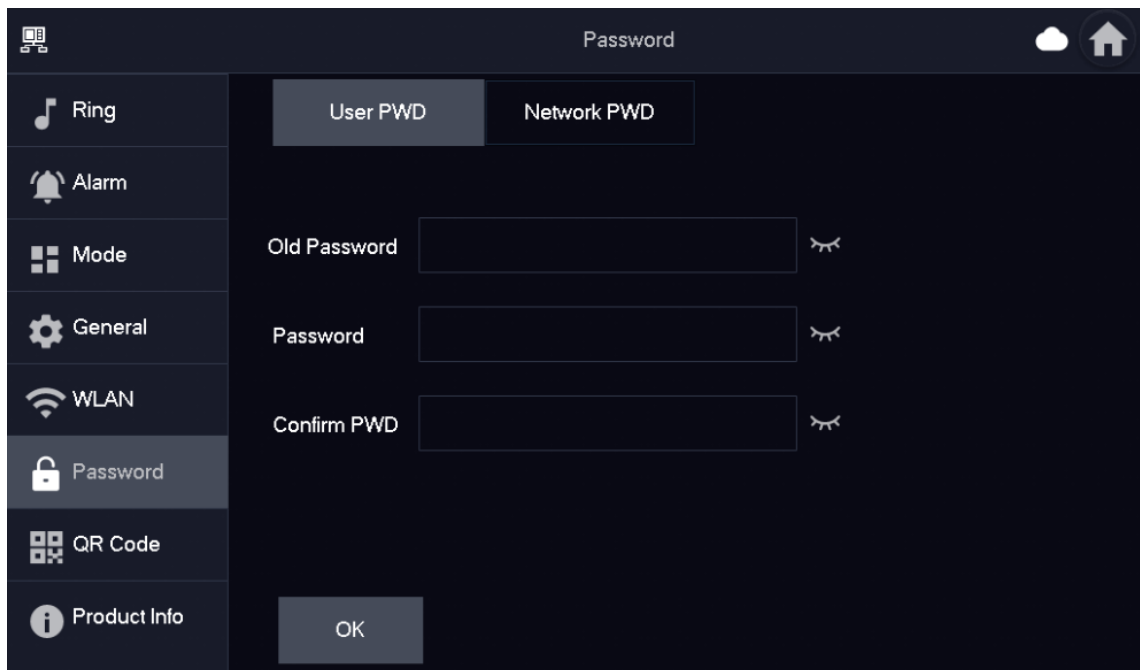 Password
Ring
Alarm
Mode
General
WLAN
Password
QR Code
Product Info
User PWD
Network PWD
Old Password
Password
Confirm PWD
OK